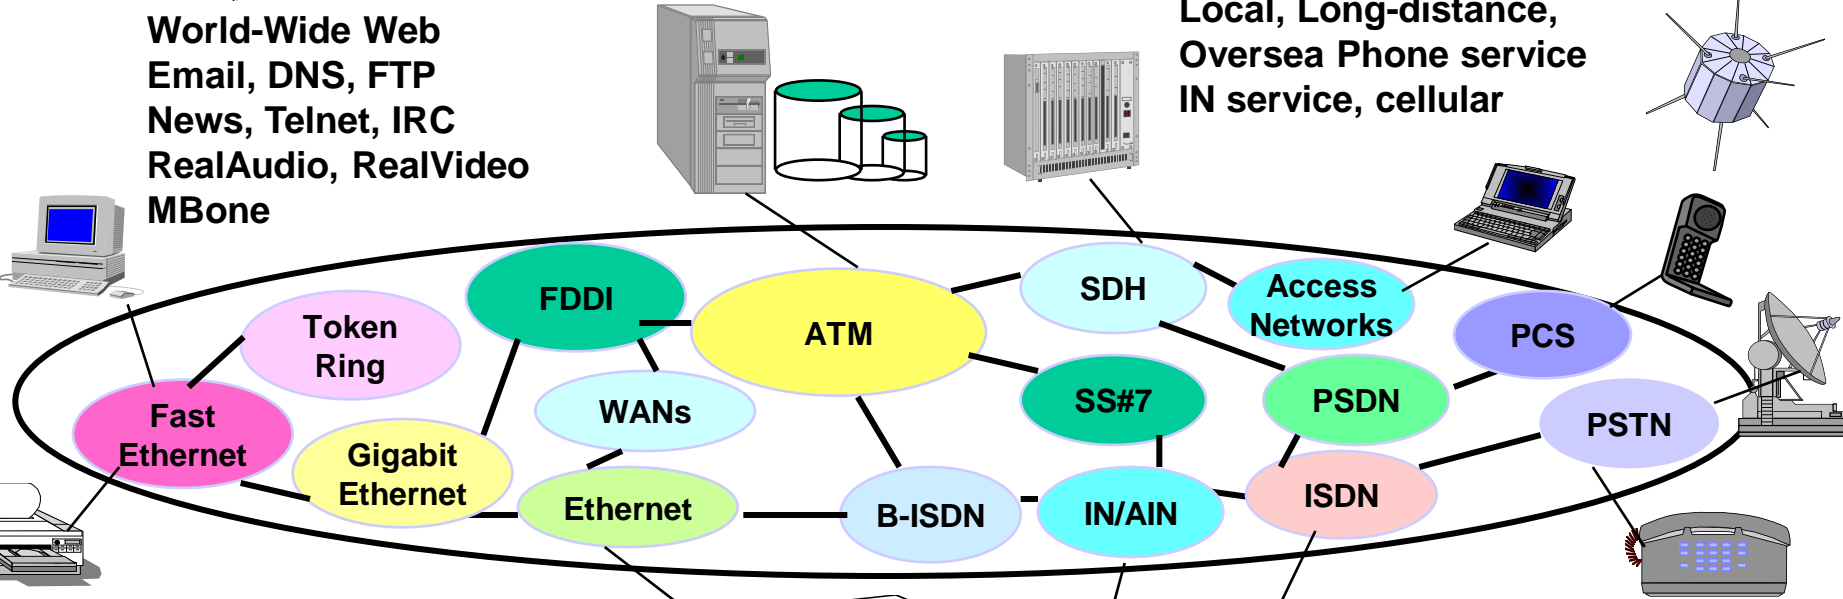 World-Wide Web
Email, DNS, FTP
News, Telnet, IRC
RealAudio, RealVideo
MBone
Local, Long-distance,
Oversea Phone service
IN service, cellular
FDDI
Token
Ring
ATM
SDH
Access
Networks
PCS
Fast
Ethernet
Gigabit
Ethernet
WANs
SS#7
PSDN
PSTN
Ethernet
B-ISDN
IN/AIN
ISDN